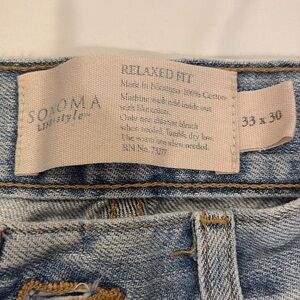 RELAXED FIT
Made in Nicaragua 100% Cotton
Machine wash cold inside out
with like colors.
Only non-chlorine bleach
when needed. Tumble dry low.
Use warm iron when needed.
RN No. 73277
SONOMA
LIFE+style™
33 x 30